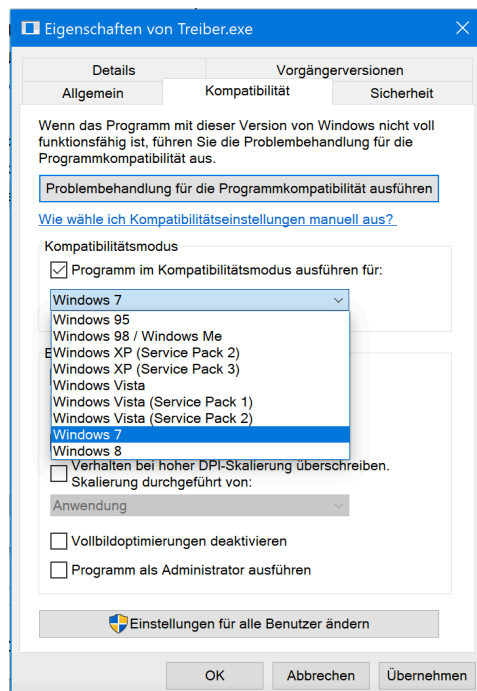 Eigenschaften von Treiber.exe
Details
Vorgängerversionen
Allgemein
Kompatibilität
Sicherheit
Wenn das Programm mit dieser Version von Windows nicht voll
funktionsfähig ist, führen Sie die Problembehandlung für die
Programmkompatibilität aus.
Problembehandlung für die Programmkompatibilität ausführen
Wie wähle ich Kompatibilitätseinstellungen manuell aus?
Kompatibilitätsmodus
Programm im Kompatibilitätsmodus ausführen für:
Windows 7
Windows 95
Windows 98 / Windows Me
Windows XP (Service Pack 2)
Windows XP (Service Pack 3)
Windows Vista
Windows Vista (Service Pack 1)
Windows Vista (Service Pack 2)
Windows 7
Windows 8
Verhalten bei hoher DPI-Skalierung überschreiben.
Skalierung durchgeführt von:
Anwendung
Vollbildoptimierungen deaktivieren
Programm als Administrator ausführen
Einstellungen für alle Benutzer ändern
OK
Abbrechen
Übernehmen